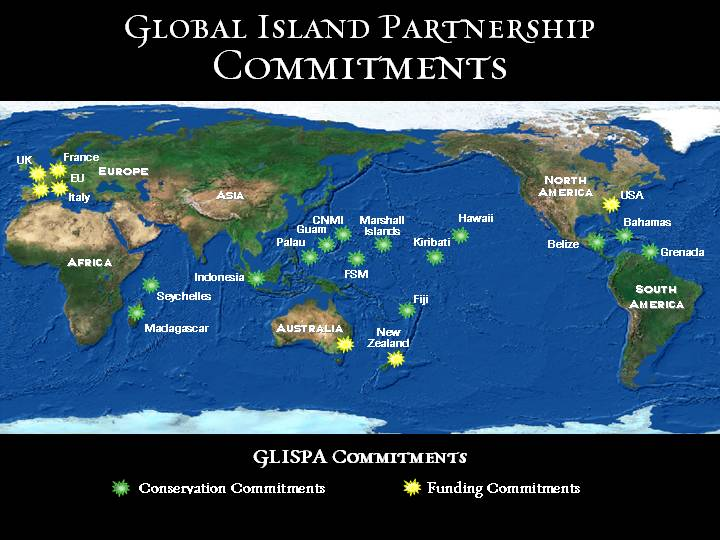 Global Island Partnership
Commitments
UK
France
Europe
EU
Italy
Asia
North
America
USA
CNMI
Marshall
Islands
Hawaii
Guam
Palau
Kiribati
Bahamas
Belize
Grenada
Africa
Indonesia
FSM
Seychelles
Fiji
South
America
Madagascar
Australia
New
Zealand
GLISPA Commitments
Conservation Commitments
Funding Commitments